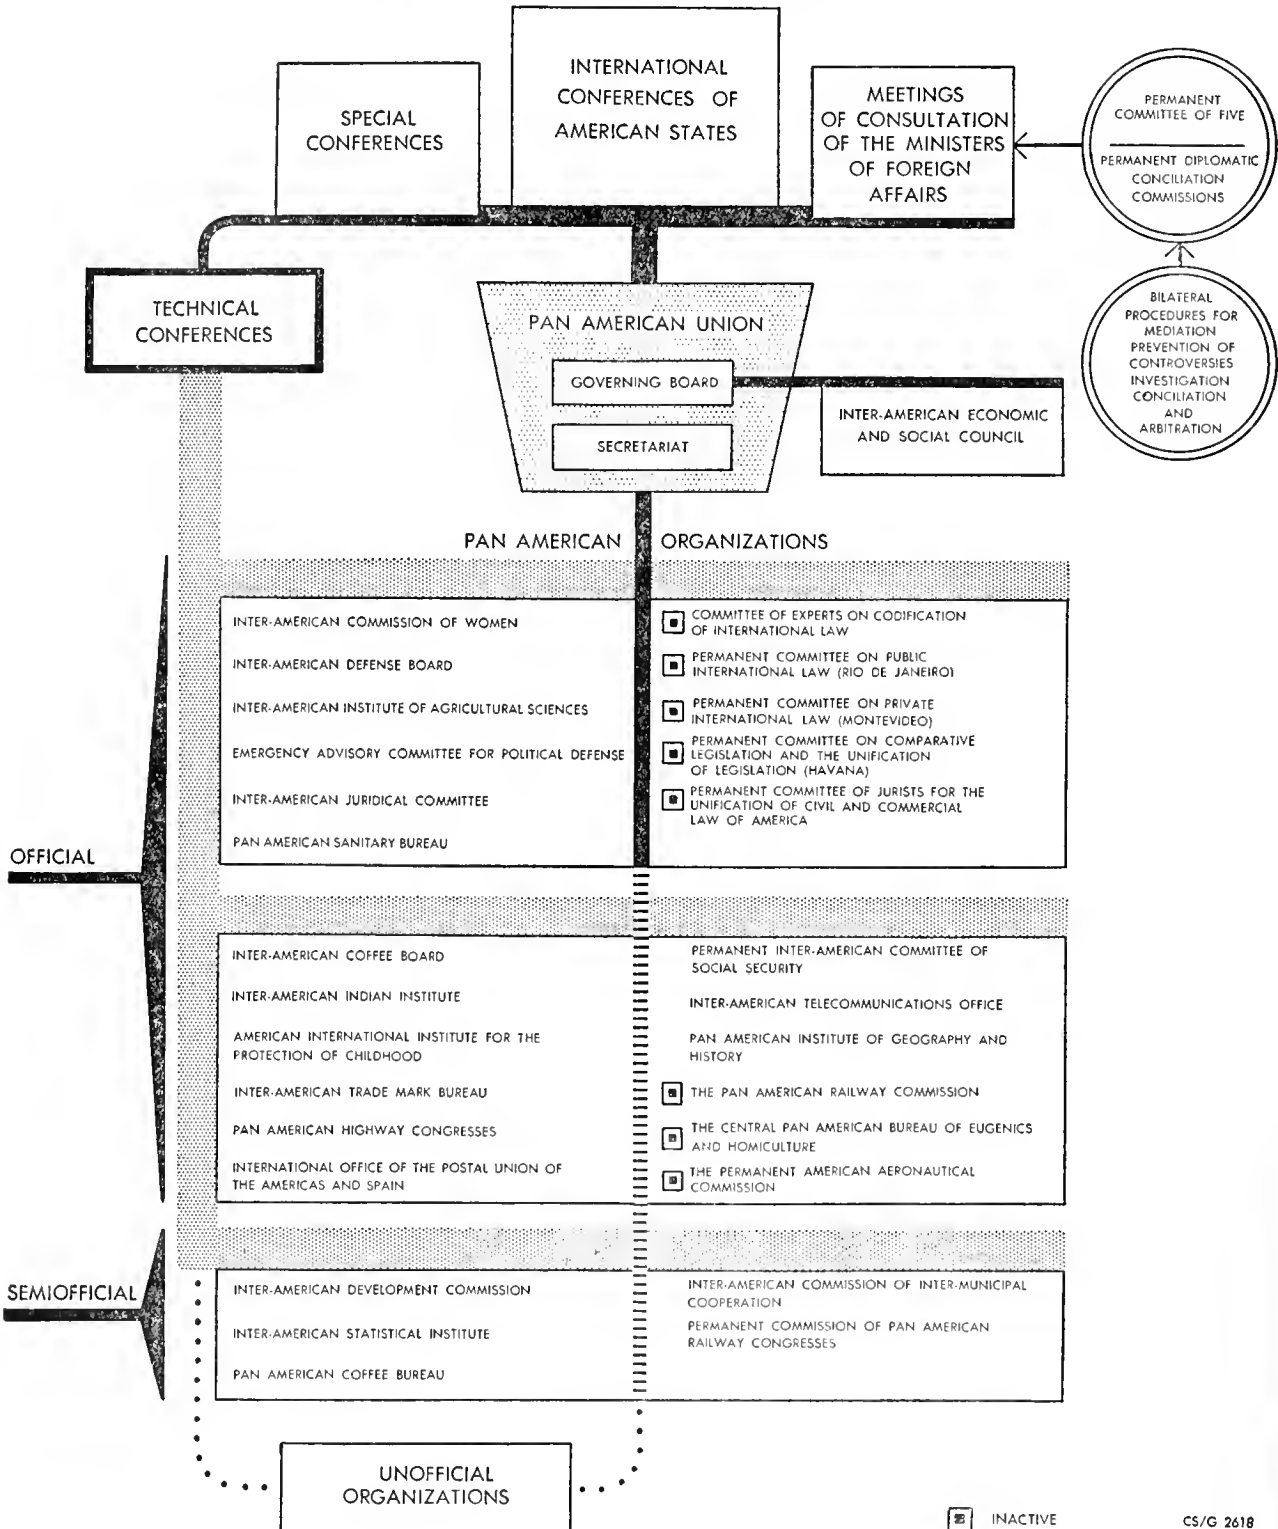 INTERNATIONAL
CONFERENCES OF
AMERICAN STATES
SPECIAL
CONFERENCES
MEETINGS
OF CONSULTATION
OF THE MINISTERS
OF FOREIGN
AFFAIRS
PERMANENT
COMMITTEE OF FIVE
PERMANENT DIPLOMATIC
CONCILIATION
COMMISSIONS
BILATERAL
PROCEDURES FOR
MEDIATION
PREVENTION OF
CONTROVERSIES
INVESTIGATION
CONCILIATION
AND
ARBITRATION
TECHNICAL
CONFERENCES
PAN AMERICAN UNION
GOVERNING BOARD
SECRETARIAT
INTER-AMERICAN ECONOMIC
AND SOCIAL COUNCIL
PAN AMERICAN ORGANIZATIONS
OFFICIAL
INTER-AMERICAN COMMISSION OF WOMEN
INTER-AMERICAN DEFENSE BOARD
INTER-AMERICAN INSTITUTE OF AGRICULTURAL SCIENCES
EMERGENCY ADVISORY COMMITTEE FOR POLITICAL DEFENSE
INTER-AMERICAN JURIDICAL COMMITTEE
PAN AMERICAN SANITARY BUREAU
COMMITTEE OF EXPERTS ON CODIFICATION
OF INTERNATIONAL LAW
PERMANENT COMMITTEE ON PUBLIC
INTERNATIONAL LAW (RIO DE JANEIRO)
PERMANENT COMMITTEE ON PRIVATE
INTERNATIONAL LAW (MONTEVIDEO)
PERMANENT COMMITTEE ON COMPARATIVE
LEGISLATION AND THE UNIFICATION
OF LEGISLATION (HAVANA)
PERMANENT COMMITTEE OF JURISTS FOR THE
UNIFICATION OF CIVIL AND COMMERCIAL
LAW OF AMERICA
INTER-AMERICAN COFFEE BOARD
INTER-AMERICAN INDIAN INSTITUTE
AMERICAN INTERNATIONAL INSTITUTE FOR THE
PROTECTION OF CHILDHOOD
INTER-AMERICAN TRADE MARK BUREAU
PAN AMERICAN HIGHWAY CONGRESSES
INTERNATIONAL OFFICE OF THE POSTAL UNION OF
THE AMERICAS AND SPAIN
PERMANENT INTER-AMERICAN COMMITTEE OF
SOCIAL SECURITY
INTER-AMERICAN TELECOMMUNICATIONS OFFICE
PAN AMERICAN INSTITUTE OF GEOGRAPHY AND
HISTORY
THE PAN AMERICAN RAILWAY COMMISSION
THE CENTRAL PAN AMERICAN BUREAU OF EUGENICS
AND HOMICULTURE
THE PERMANENT AMERICAN AERONAUTICAL
COMMISSION
SEMIOFFICIAL
INTER-AMERICAN DEVELOPMENT COMMISSION
INTER-AMERICAN STATISTICAL INSTITUTE
PAN AMERICAN COFFEE BUREAU
INTER-AMERICAN COMMISSION OF INTER-MUNICIPAL
COOPERATION
PERMANENT COMMISSION OF PAN AMERICAN
RAILWAY CONGRESSES
UNOFFICIAL
ORGANIZATIONS
INACTIVE
CS/G 2618